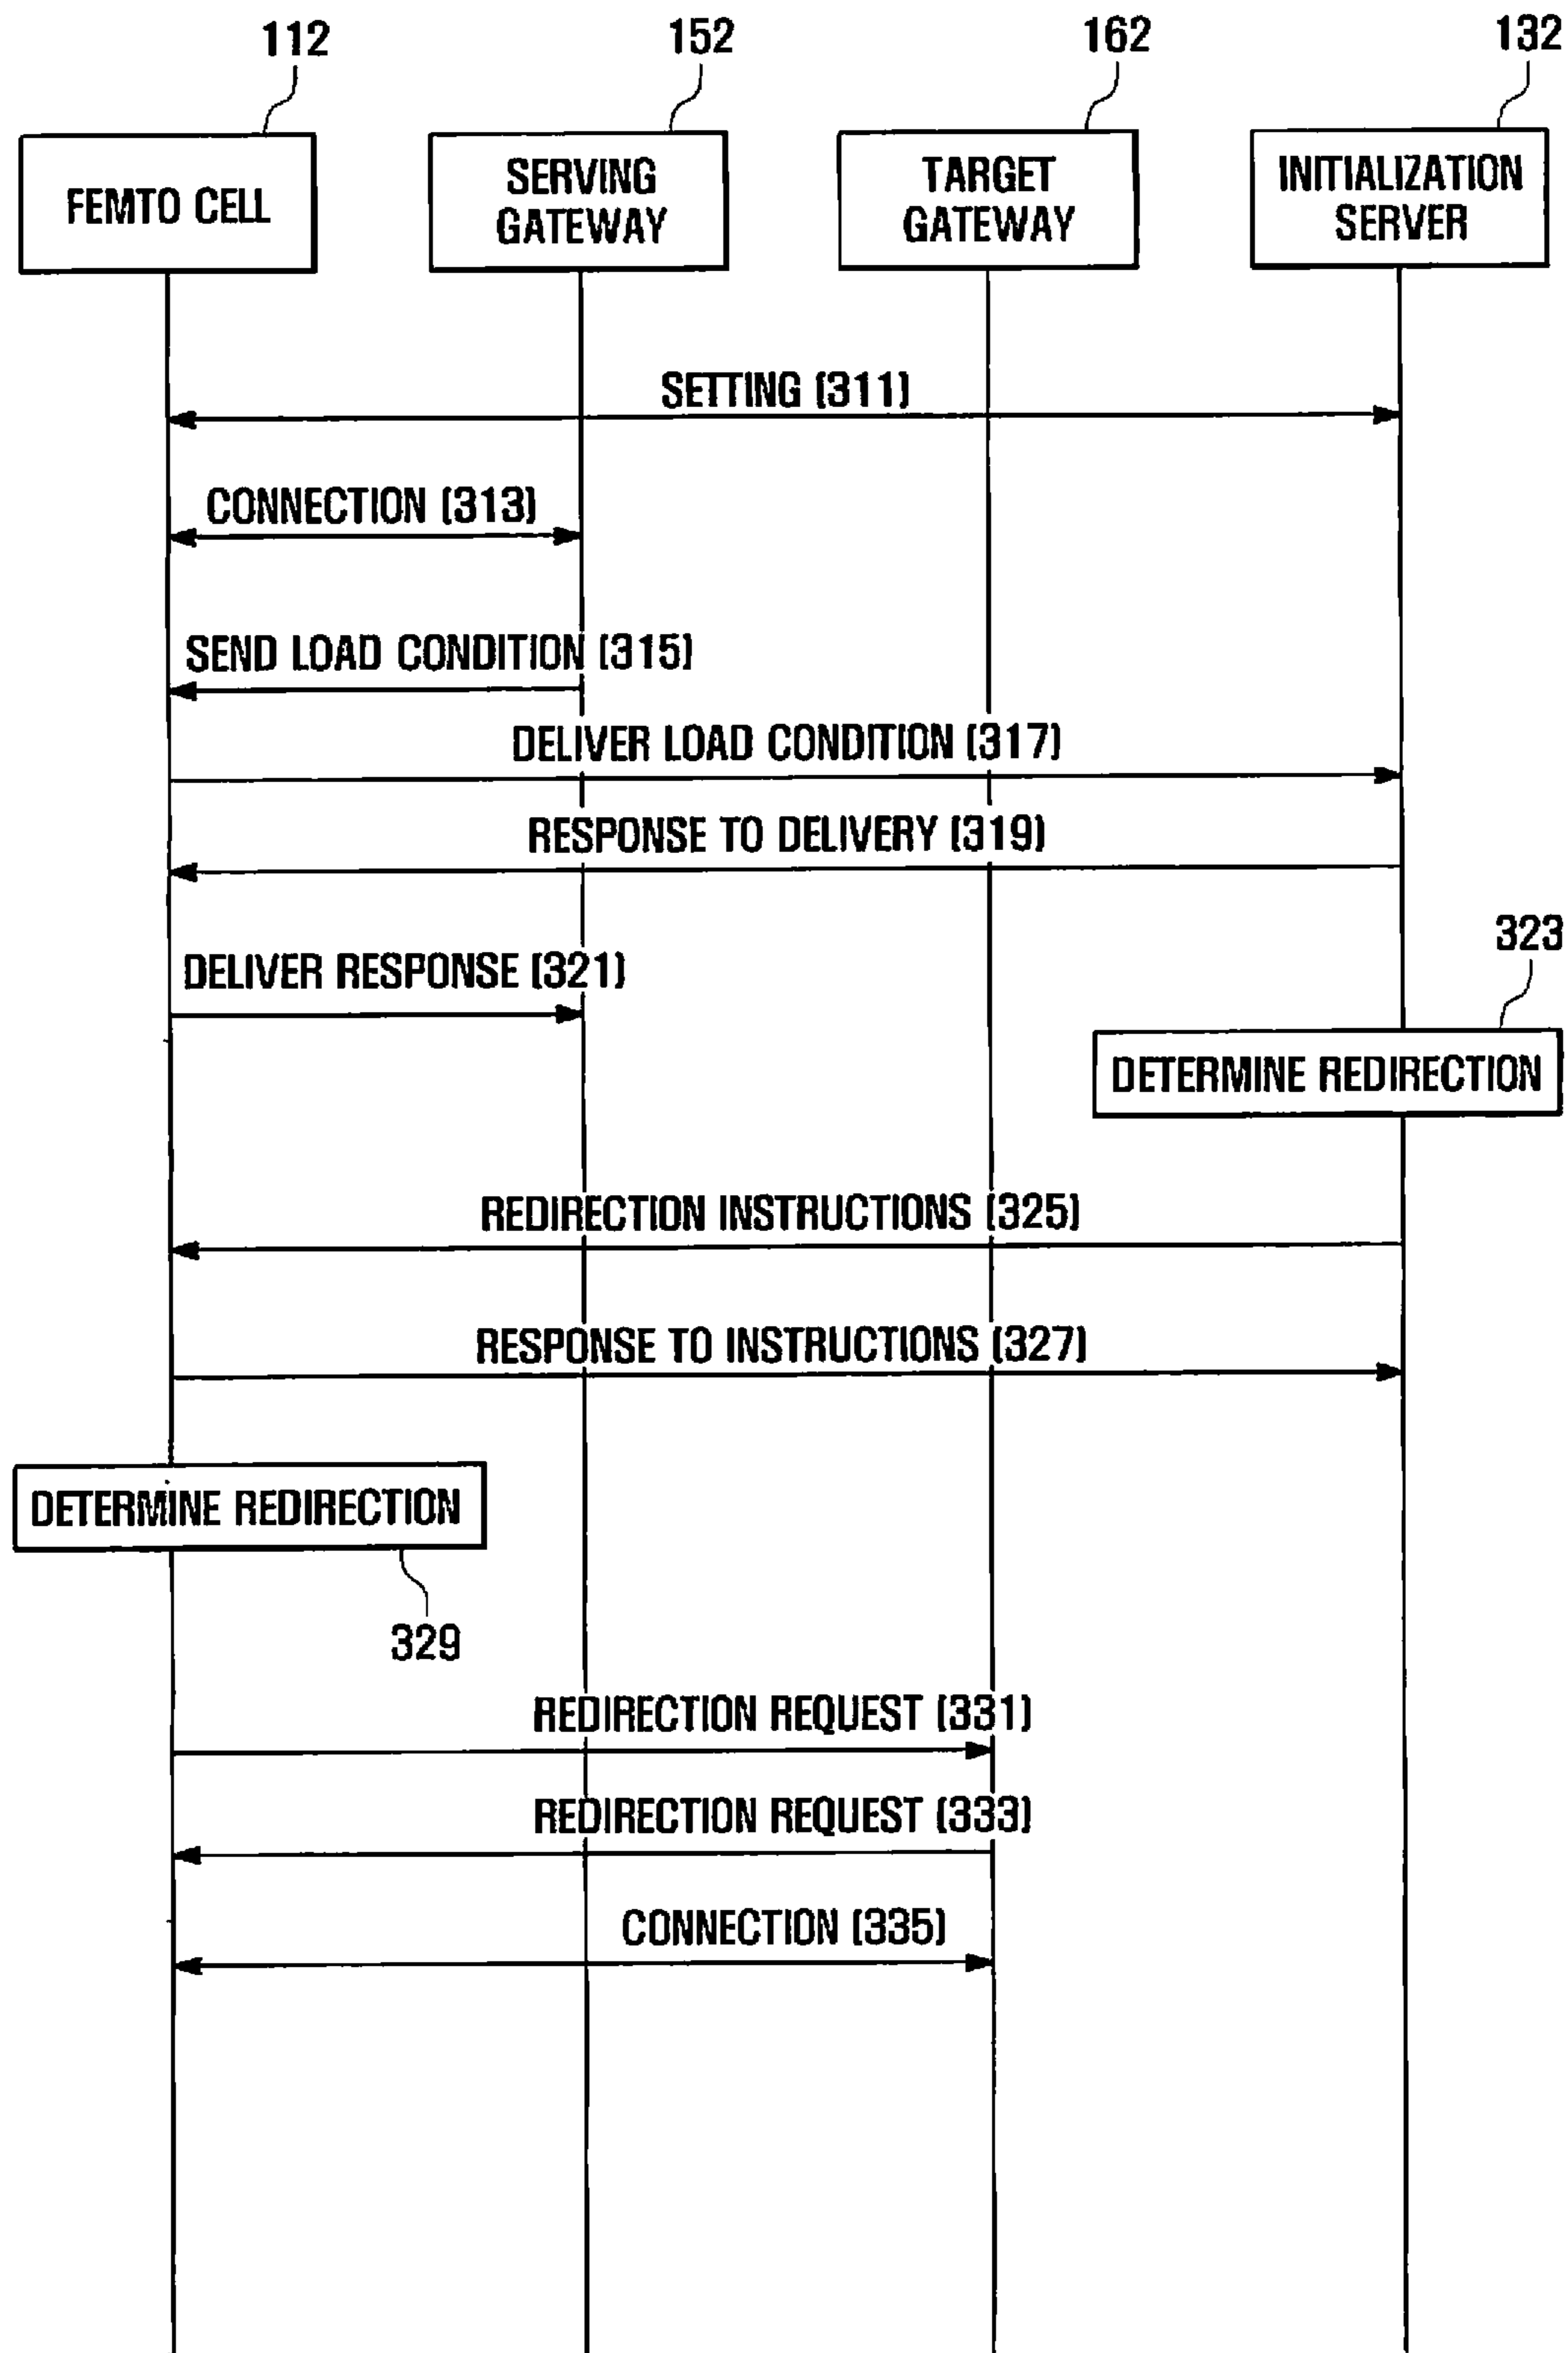 112
152
162
132
FEMTO CELL
SERVING
GATEWAY
TARGET
GATEWAY
INITIALIZATION
SERVER
SETTING (311)
CONNECTION (313)
SEND LOAD CONDITION (315)
DELIVER LOAD CONDITION (317)
RESPONSE TO DELIVERY (319)
323
DELIVER RESPONSE (321)
DETERMINE REDIRECTION
REDIRECTION INSTRUCTIONS (325)
RESPONSE TO INSTRUCTIONS (327)
DETERMINE REDIRECTION
329
REDIRECTION REQUEST (331)
REDIRECTION REQUEST (333)
CONNECTION (335)